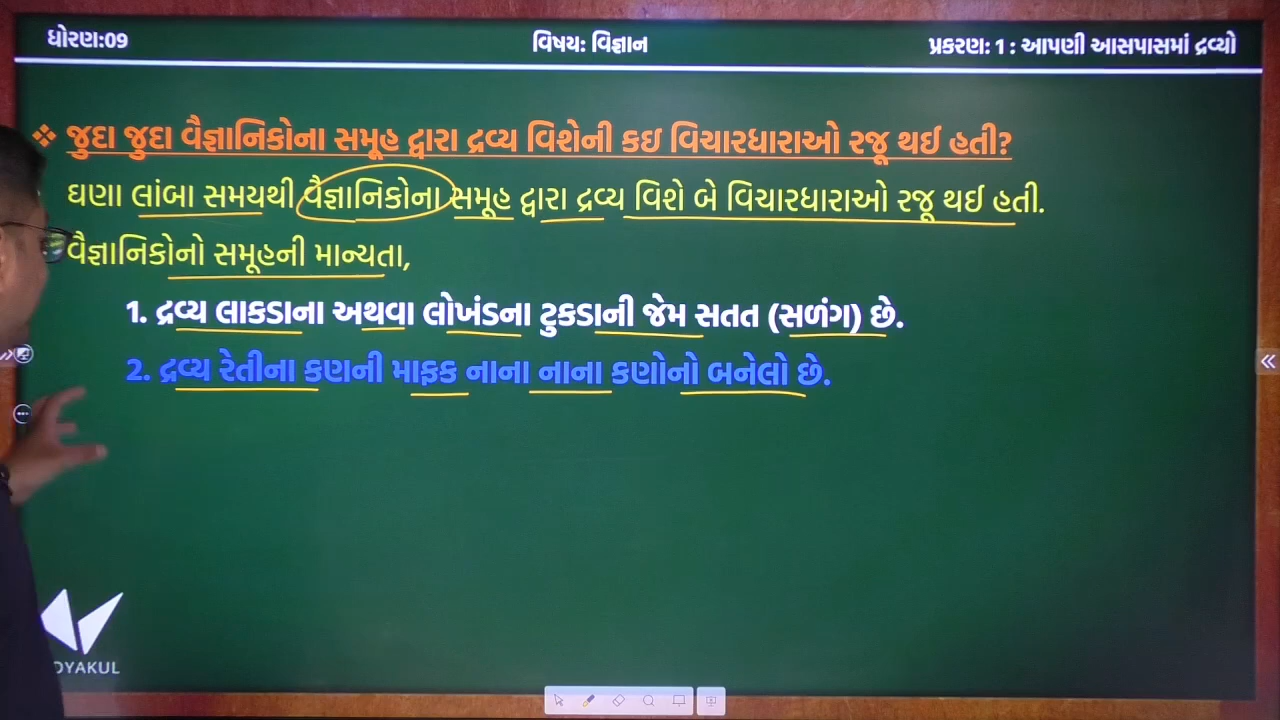 ધોરણ:09
વિષય: વિજ્ઞાન
પ્રકરણ: 1 : આપણી આસપાસમાં દ્રવ્યો
❖ જુદા જુદા વૈજ્ઞાનિકોના સમૂહ દ્વારા દ્રવ્ય વિશેની કઇ વિચારધારાઓ રજૂ થઈ હતી?
ઘણા લાંબા સમયથી વૈજ્ઞાનિકોના સમૂહ દ્વારા દ્રવ્ય વિશે બે વિચારધારાઓ રજૂ થઈ હતી.
વૈજ્ઞાનિકોનો સમૂહની માન્યતા,
1. દ્રવ્ય લાકડાના અથવા લોખંડના ટુકડાની જેમ સતત (સળંગ) છે.
2. દ્રવ્ય રેતીના કણની માફક નાના નાના કણોનો બનેલો છે.
DYAKUL